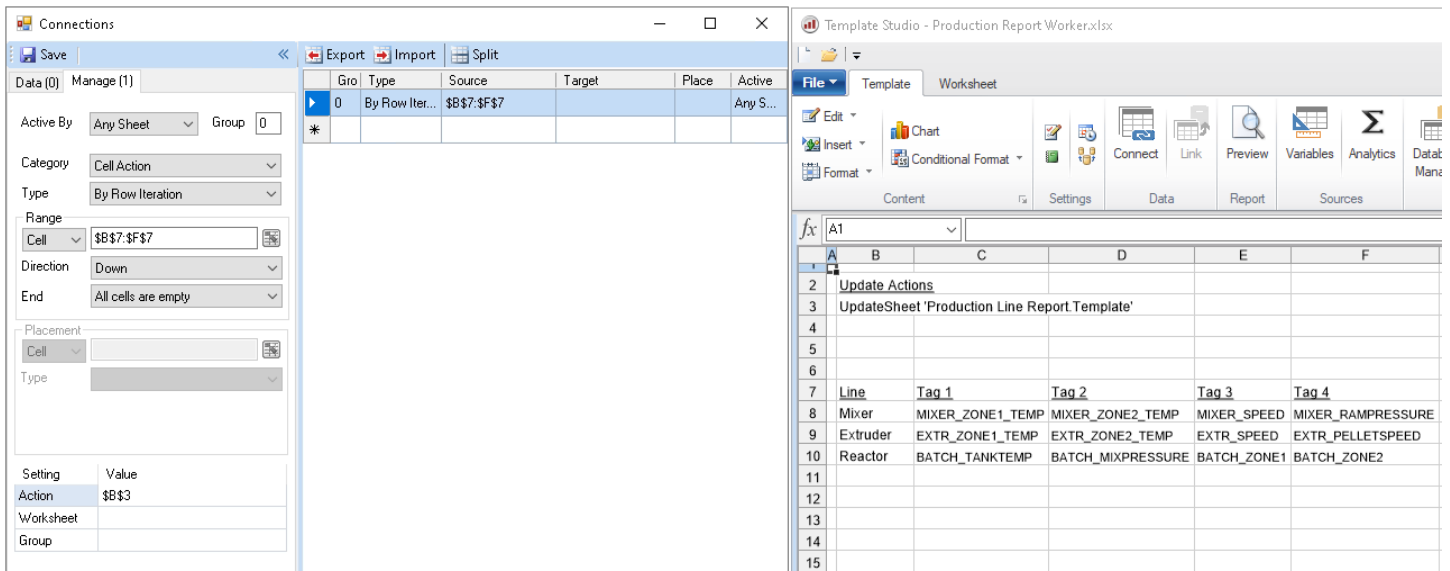 Connections
Save
Export Import Split
Data (0) Manage (1)
Gro Type Source Target Place Active
0 By Row Iter... $B$7:$F$7 Any S...
Active By Any Sheet Group 0
Category Cell Action
Type By Row Iteration
Range
Cell $B$7:$F$7
Direction Down
End All cells are empty
Placement
Cell
Type
Setting Value
Action $B$3
Worksheet
Group
Template Studio - Production Report Worker.xlsx
File Template Worksheet
Edit
Insert
Format
Chart
Conditional Format
Connect Link Preview Variables Analytics Datab
Mana
Content Settings Data Report Sources
fx A1
A B C D E F
1
2 Update Actions
3 UpdateSheet 'Production Line Report.Template'
4
5
6
7 Line Tag 1 Tag 2 Tag 3 Tag 4
8 Mixer MIXER_ZONE1_TEMP MIXER_ZONE2_TEMP MIXER_SPEED MIXER_RAMPRESSURE
9 Extruder EXTR_ZONE1_TEMP EXTR_ZONE2_TEMP EXTR_SPEED EXTR_PELLETSPEED
10 Reactor BATCH_TANKTEMP BATCH_MIXPRESSURE BATCH_ZONE1 BATCH_ZONE2
11
12
13
14
15